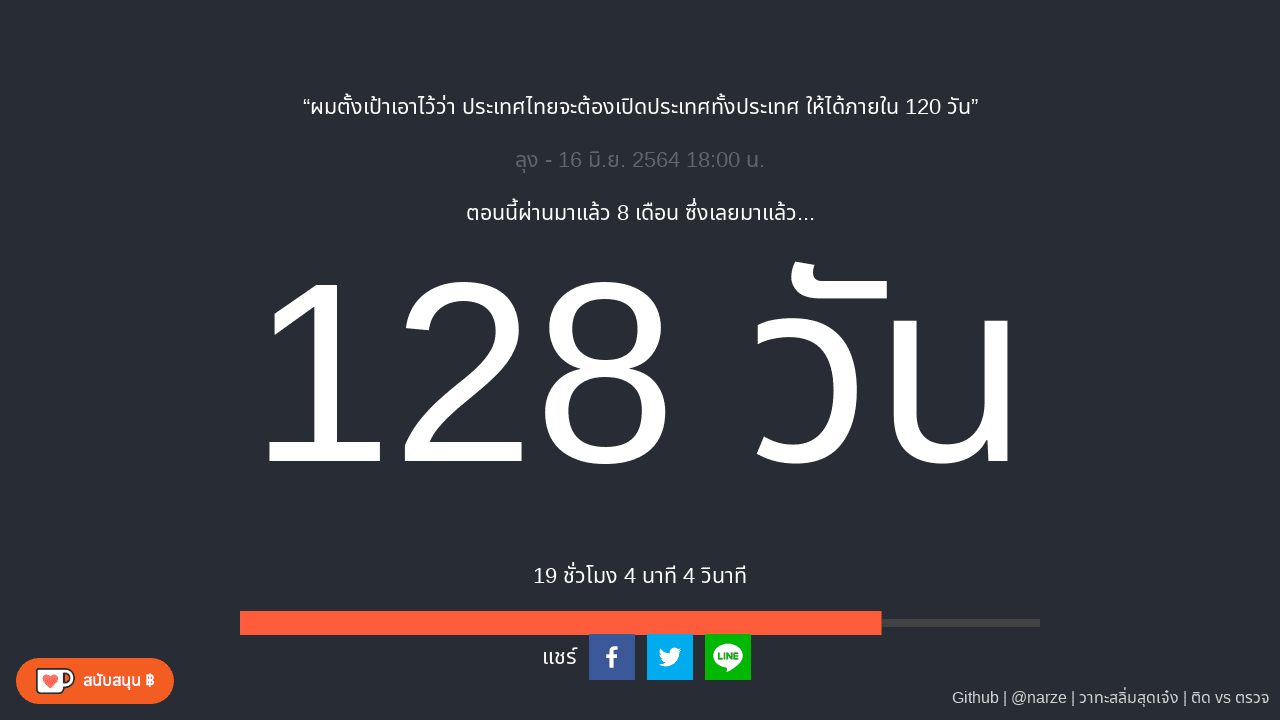 “ผมตั้งเป้าเอาไว้ว่า ประเทศไทยจะต้องเปิดประเทศทั้งประเทศ ให้ได้ภายใน 120 วัน”
ลุง - 16 มิ.ย. 2564 18:00 น.
ตอนนี้ผ่านมาแล้ว 8 เดือน ซึ่งเลยมาแล้ว...
128 วัน
19 ชั่วโมง 4 นาที 4 วินาที
แชร์
LINE
สนับสนุน ฿
Github | @narze | วาทะสลิ่มสุดเจ๋ง | ติด vs ตรวจ